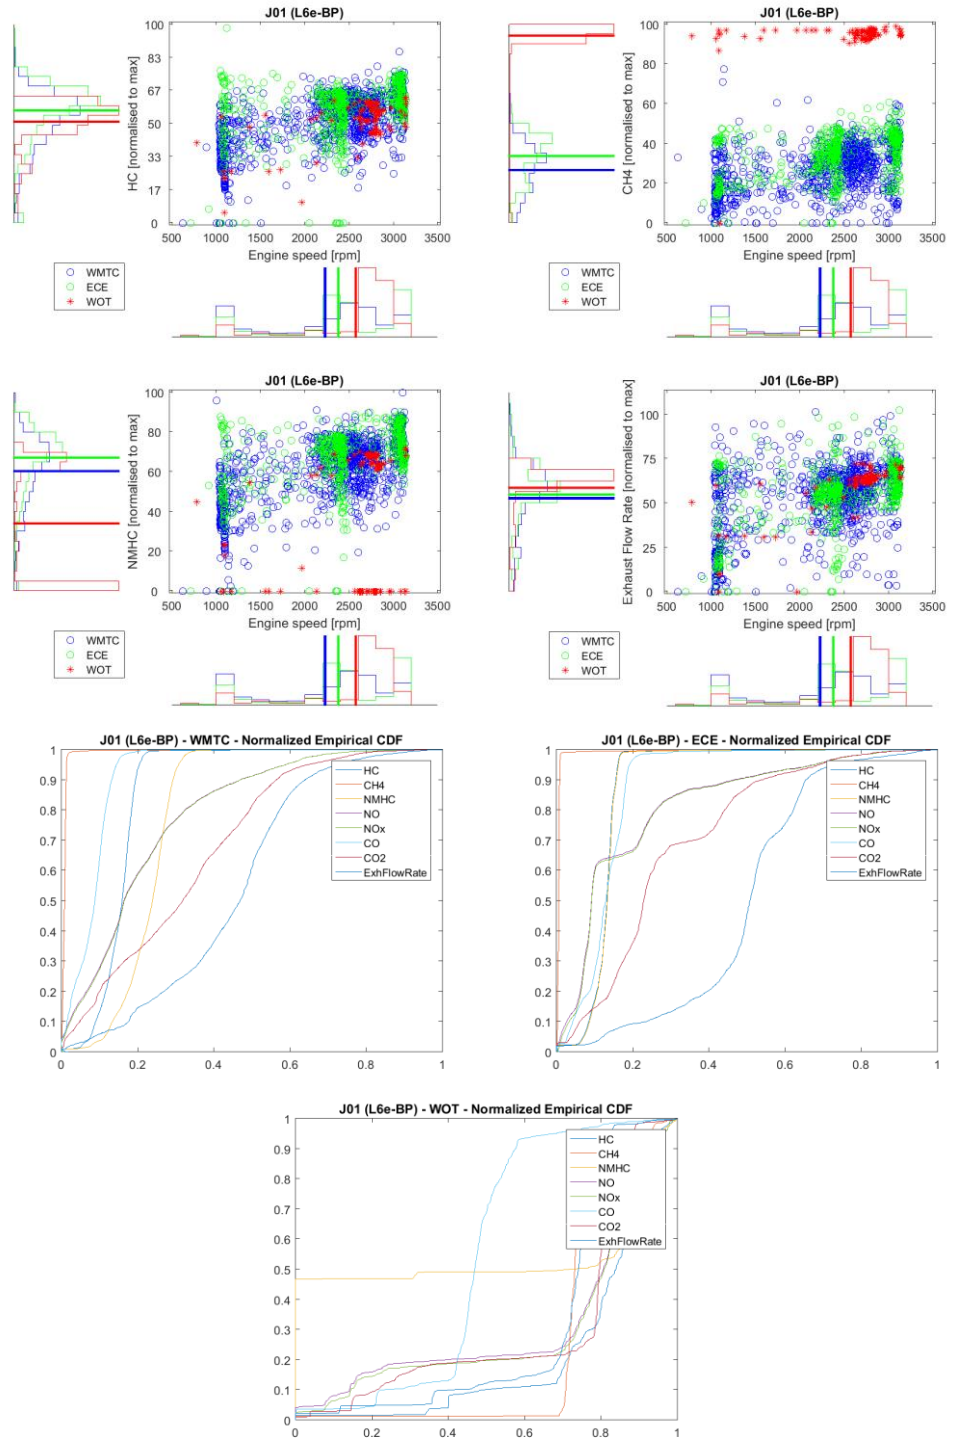 J01 (L6e-BP)
HC [normalised to max]
100
83
67
50
33
17
0
500 1000 1500 2000 2500 3000 3500
Engine speed [rpm]
WMTC
ECE
WOT
J01 (L6e-BP)
CH4 [normalised to max]
100
80
60
40
20
0
500 1000 1500 2000 2500 3000 3500
Engine speed [rpm]
WMTC
ECE
WOT
J01 (L6e-BP)
NMHC [normalised to max]
100
80
60
40
20
0
500 1000 1500 2000 2500 3000 3500
Engine speed [rpm]
WMTC
ECE
WOT
J01 (L6e-BP)
Exhaust Flow Rate [normalised to max]
100
75
50
25
0
500 1000 1500 2000 2500 3000 3500
Engine speed [rpm]
WMTC
ECE
WOT
J01 (L6e-BP) - WMTC - Normalized Empirical CDF
1
0.9
0.8
0.7
0.6
0.5
0.4
0.3
0.2
0.1
0
0 0.2 0.4 0.6 0.8 1
HC
CH4
NMHC
NO
NOx
CO
CO2
ExhFlowRate
J01 (L6e-BP) - ECE - Normalized Empirical CDF
1
0.9
0.8
0.7
0.6
0.5
0.4
0.3
0.2
0.1
0
0 0.2 0.4 0.6 0.8 1
HC
CH4
NMHC
NO
NOx
CO
CO2
ExhFlowRate
J01 (L6e-BP) - WOT - Normalized Empirical CDF
1
0.9
0.8
0.7
0.6
0.5
0.4
0.3
0.2
0.1
0
0 0.2 0.4 0.6 0.8 1
HC
CH4
NMHC
NO
NOx
CO
CO2
ExhFlowRate